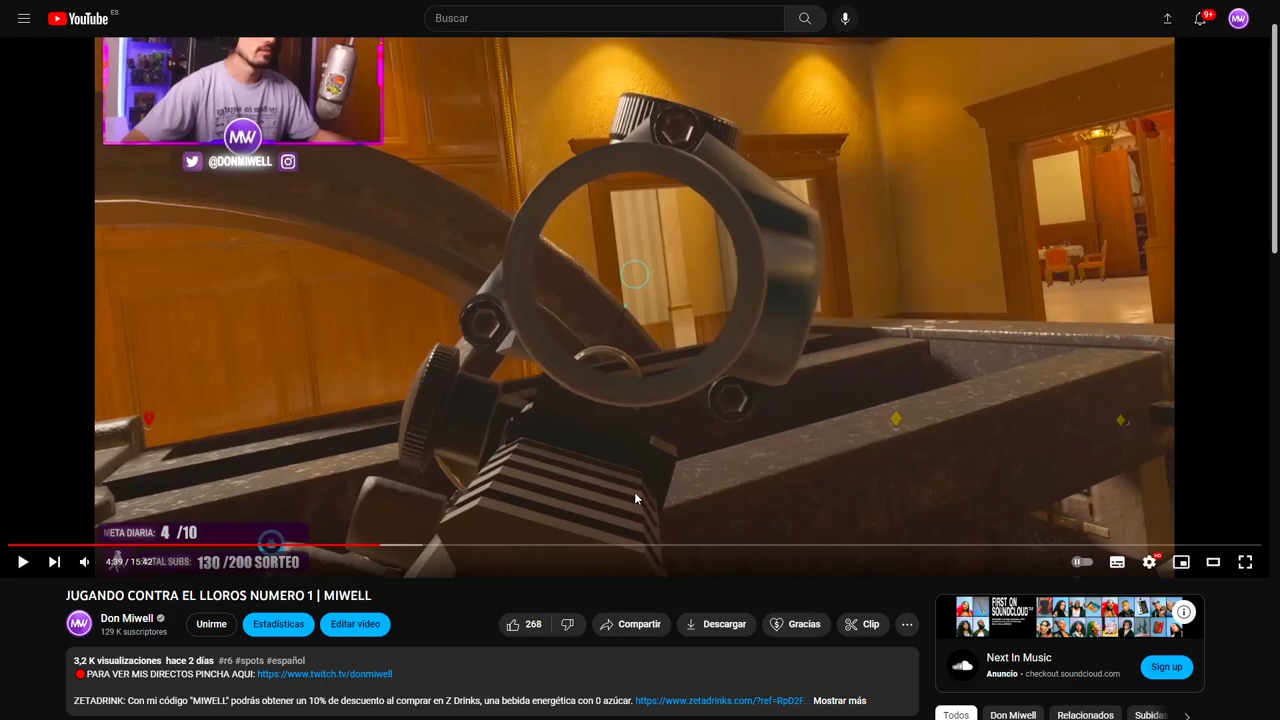 YouTube ES
Buscar
9+
MW
MW
@DONMIWELL
META DIARIA: 4 /10
TOTAL SUBS: 130 /200 SORTEO
4:39 / 15:42
HD
JUGANDO CONTRA EL LLOROS NUMERO 1 | MIWELL
MW
Don Miwell
129 K suscriptores
Unirme
Estadísticas
Editar vídeo
268
Compartir
Descargar
Gracias
Clip
3,2 K visualizaciones hace 2 días #r6 #spots #español
PARA VER MIS DIRECTOS PINCHA AQUI: https://www.twitch.tv/donmiwell
ZETADRINK: Con mi código "MIWELL" podrás obtener un 10% de descuento al comprar en Z Drinks, una bebida energética con 0 azúcar. https://www.zetadrinks.com/?ref=RpD2F... Mostrar más
FIRST ON
SOUNDCLOUD
Next In Music
Anuncio • checkout.soundcloud.com
Sign up
Todos
Don Miwell
Relacionados
Subidas